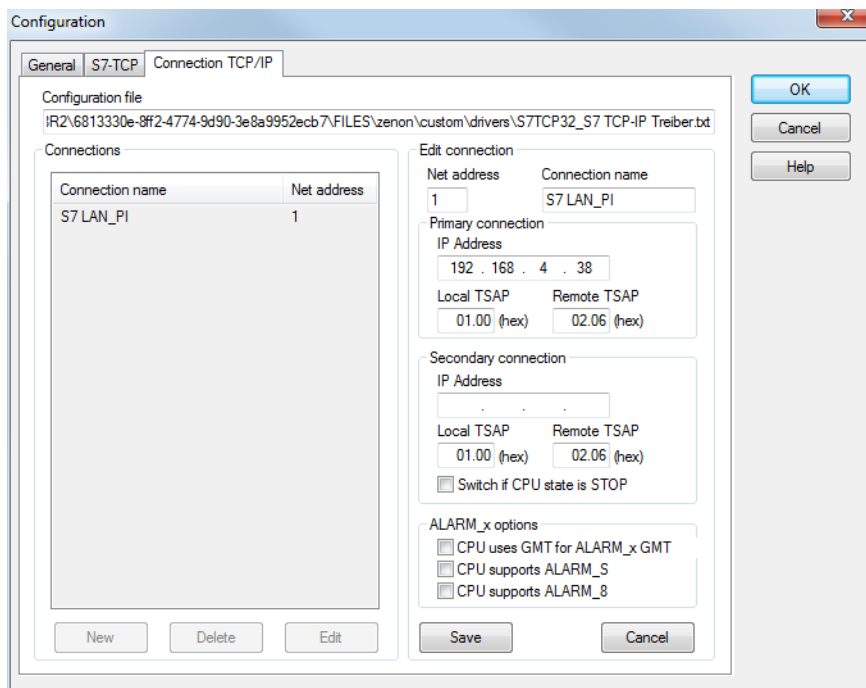 Configuration
General S7-TCP Connection TCP/IP
Configuration file
3R2\6813330e-8ff2-4774-9d90-3e8a9952ecb7\FILES\zenon\custom\drivers\S7TCP32_S7 TCP-IP Treiber.txt
OK
Cancel
Help
Connections
Connection name Net address
S7 LAN_PI 1
New Delete Edit
Edit connection
Net address Connection name
1 S7 LAN_PI
Primary connection
IP Address
192 . 168 . 4 . 38
Local TSAP Remote TSAP
01.00 (hex) 02.06 (hex)
Secondary connection
IP Address
. . .
Local TSAP Remote TSAP
01.00 (hex) 02.06 (hex)
Switch if CPU state is STOP
ALARM_x options
CPU uses GMT for ALARM_x GMT
CPU supports ALARM_S
CPU supports ALARM_8
Save Cancel